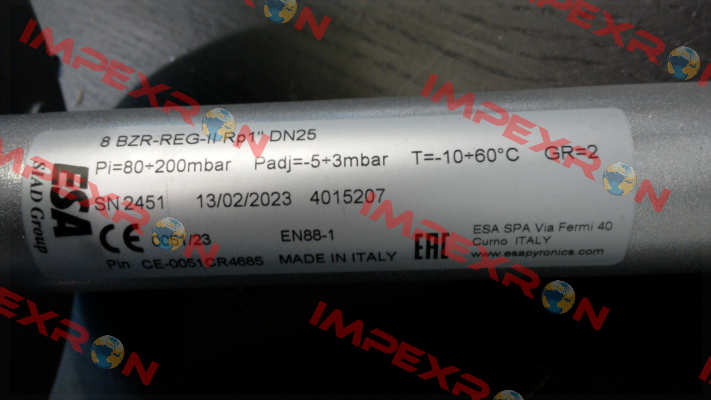 8 BZR-REG-II Rp1" DN25
Pi=80÷200mbar Padj=-5÷3mbar T=-10÷60°C GR=2
SN 2451 13/02/2023 4015207
CE 0051/23 EN88-1
Pin CE-0051CR4685 MADE IN ITALY
EAC
ESA SPA Via Fermi 40
Curno ITALY
www.esapyronics.com
ESA
SIAD Group
IMPEXRON
IMPEXRON
IMPEXRON
IMPEXRON
IMPEXRON
IMPEXRON